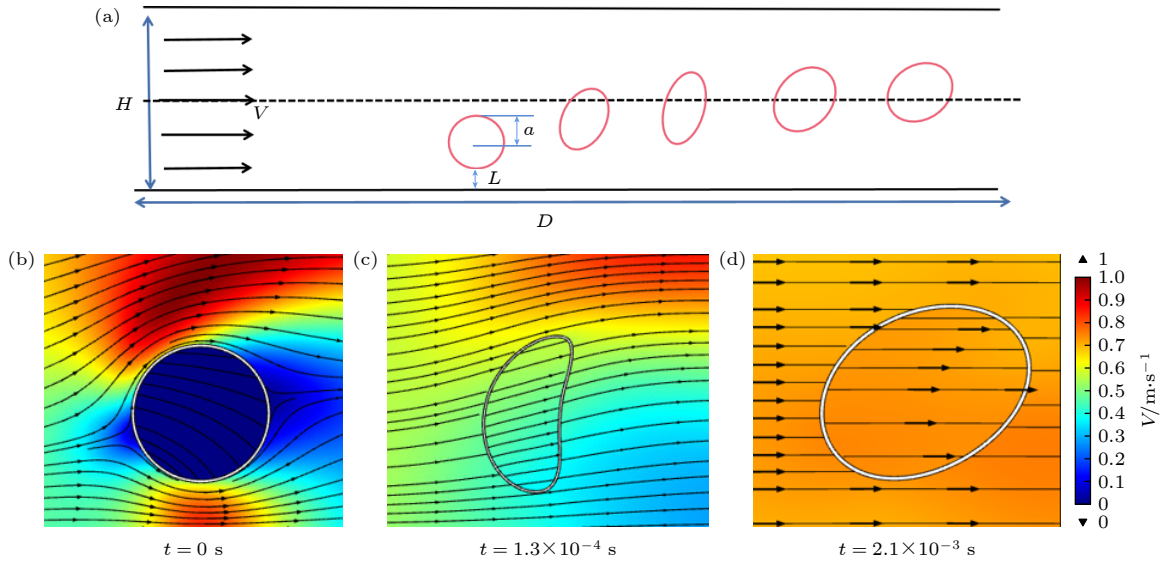 (a)
H
V
a
L
D
(b)
(c)
(d)
1
1.0
0.9
0.8
0.7
0.6
0.5
0.4
0.3
0.2
0.1
0
0
V/m·s⁻¹
t=0 s
t=1.3×10⁻⁴ s
t=2.1×10⁻³ s